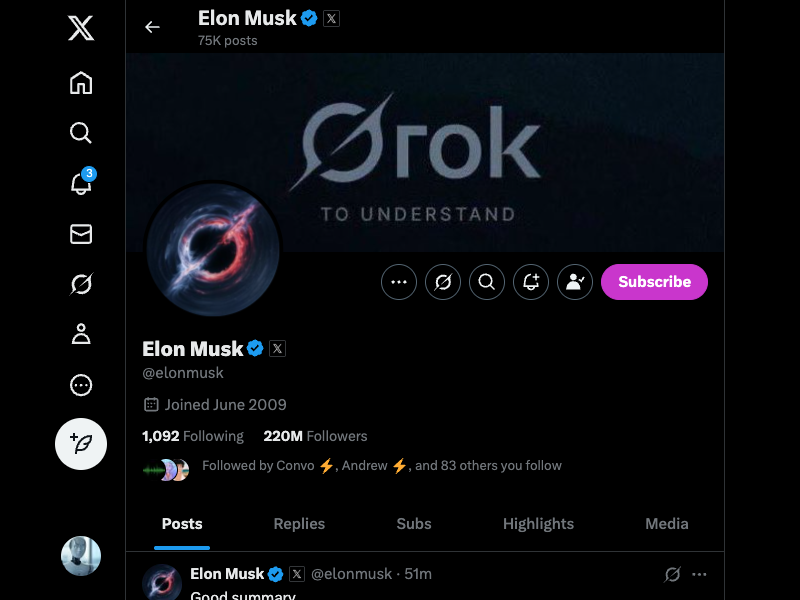 Elon Musk
75K posts
Grok
TO UNDERSTAND
3
Subscribe
Elon Musk
@elonmusk
Joined June 2009
1,092 Following 220M Followers
Followed by Convo ⚡, Andrew ⚡, and 83 others you follow
Posts Replies Subs Highlights Media
Elon Musk @elonmusk · 51m
Good summary